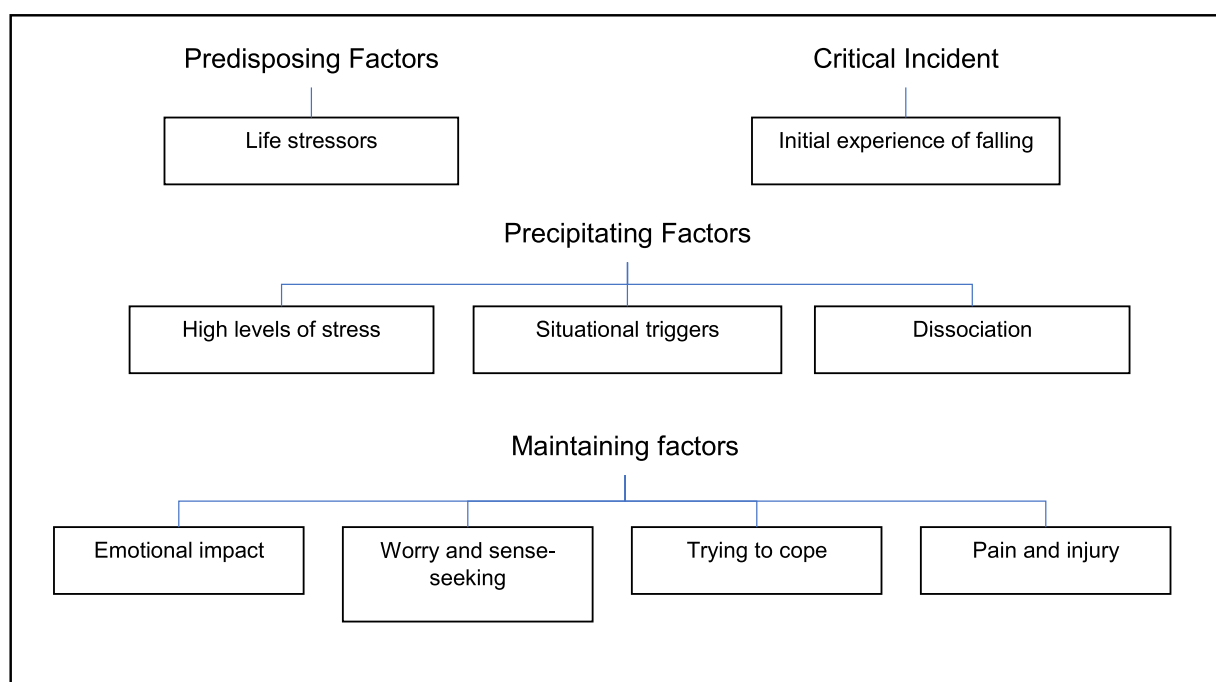 Predisposing Factors
Critical Incident
Life stressors
Initial experience of falling
Precipitating Factors
High levels of stress
Situational triggers
Dissociation
Maintaining factors
Emotional impact
Worry and sense-
seeking
Trying to cope
Pain and injury